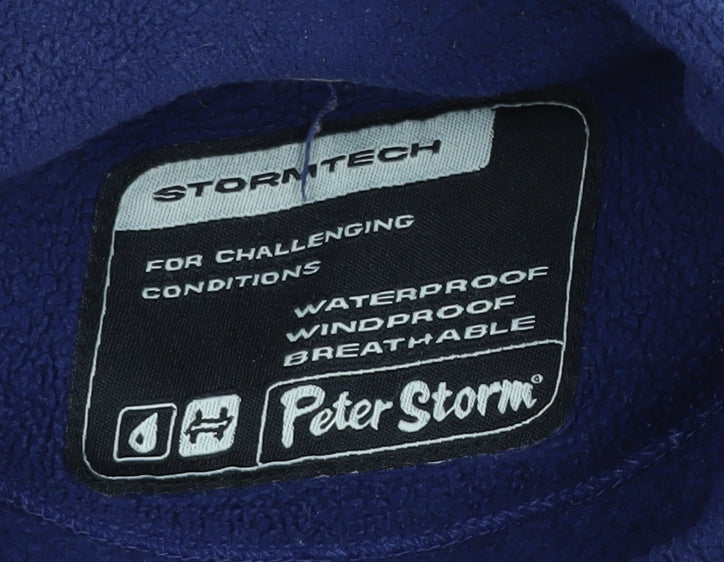 STORMTECH
FOR CHALLENGING
CONDITIONS
WATERPROOF
WINDPROOF
BREATHABLE
Peter Storm